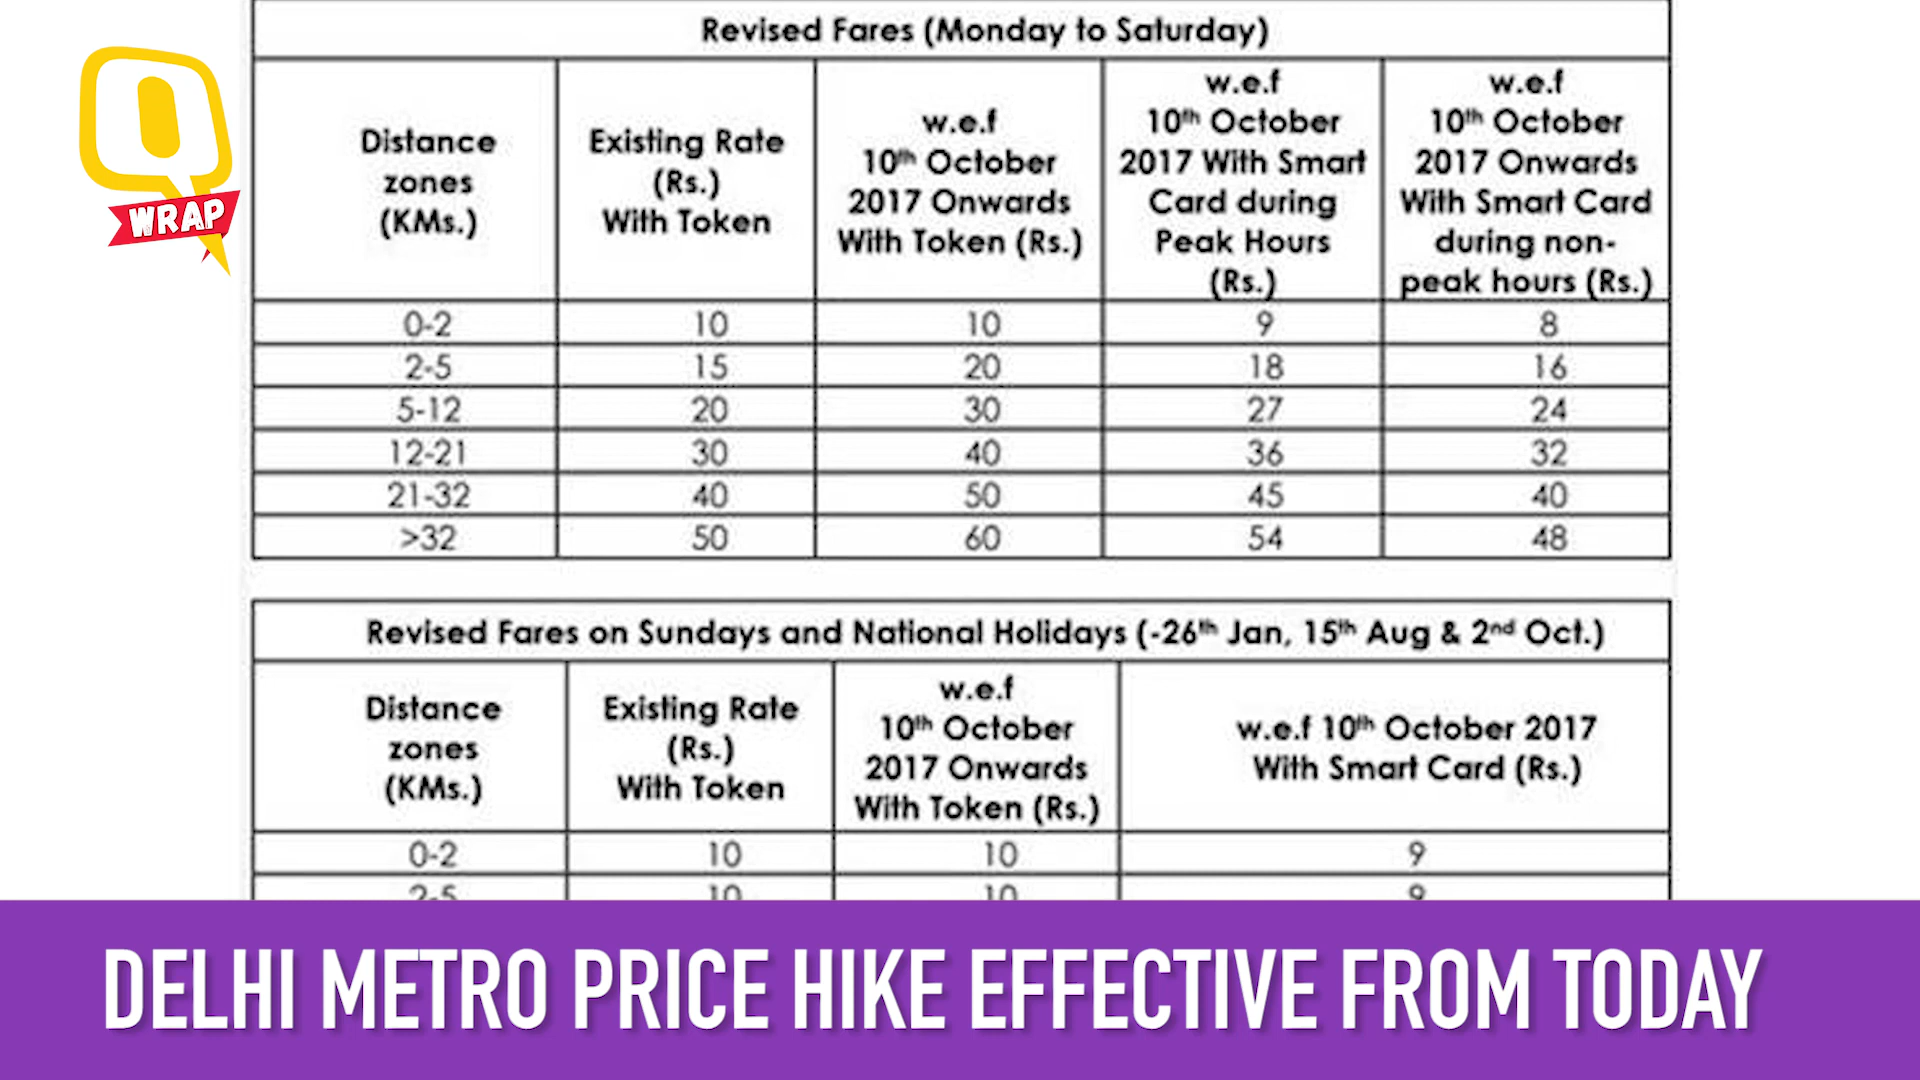 Q
WRAP
Revised Fares (Monday to Saturday)
Distance zones (KMs.) | Existing Rate (Rs.) With Token | w.e.f 10th October 2017 Onwards With Token (Rs.) | w.e.f 10th October 2017 With Smart Card during Peak Hours (Rs.) | w.e.f 10th October 2017 Onwards With Smart Card during non-peak hours (Rs.)
0-2 10 10 9 8
2-5 15 20 18 16
5-12 20 30 27 24
12-21 30 40 36 32
21-32 40 50 45 40
>32 50 60 54 48
Revised Fares on Sundays and National Holidays (-26th Jan, 15th Aug & 2nd Oct.)
Distance zones (KMs.) | Existing Rate (Rs.) With Token | w.e.f 10th October 2017 Onwards With Token (Rs.) | w.e.f 10th October 2017 With Smart Card (Rs.)
0-2 10 10 9
2-5 10 10 9
DELHI METRO PRICE HIKE EFFECTIVE FROM TODAY